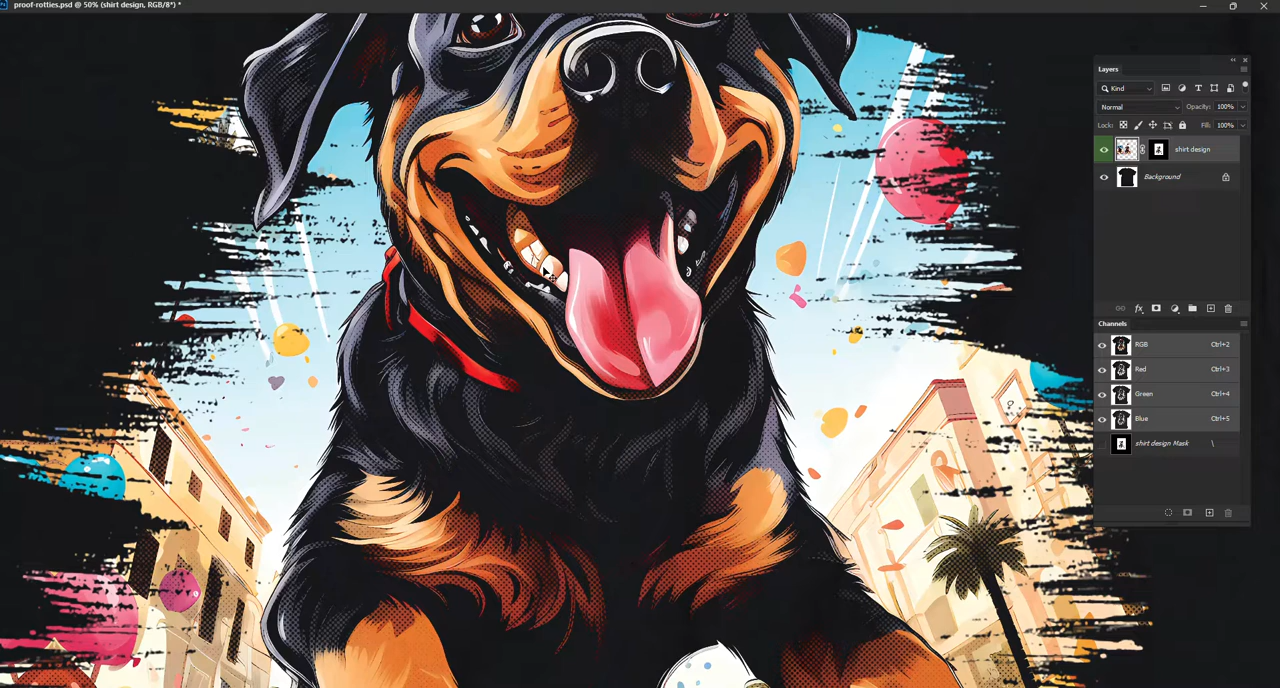 proof-rotties.psd @ 50% (shirt design, RGB/8*) *
Layers
Kind
Normal Opacity: 100%
Lock: Fill: 100%
shirt design
Background
Channels
RGB Ctrl+2
Red Ctrl+3
Green Ctrl+4
Blue Ctrl+5
shirt design Mask \